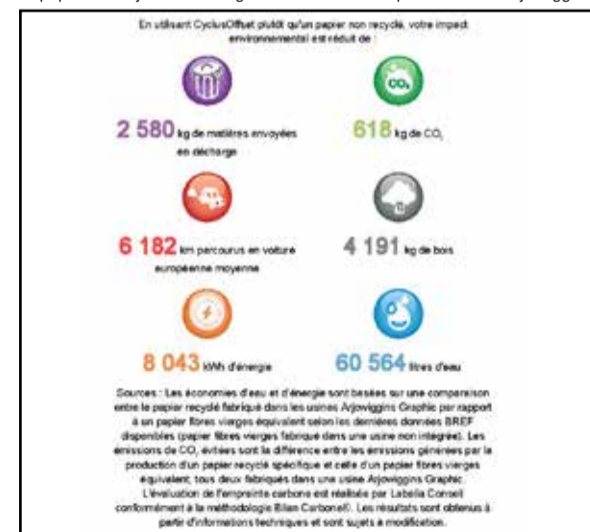 En utilisant CyclusOffset plutôt qu'un papier non recyclé, votre impact
environnemental est réduit de :
CO₂
2 580 kg de matières envoyées
en décharge
618 kg de CO₂
6 182 km parcourus en voiture
européenne moyenne
4 191 kg de bois
8 043 kWh d'énergie
60 564 litres d'eau
Sources : Les économies d'eau et d'énergie sont basées sur une comparaison
entre le papier recyclé fabriqué dans les usines Arjowiggins Graphic par rapport
à un papier fibres vierges équivalent selon les dernières données BREF
disponibles (papier fibres vierges fabriqué dans une usine non intégrée). Les
émissions de CO₂ évitées sont la différence entre les émissions générées par la
production d'un papier recyclé spécifique et celle d'un papier fibres vierges
équivalent, tous deux fabriqués dans une usine Arjowiggins Graphic.
L'évaluation de l'empreinte carbone est réalisée par Labelia Conseil
conformément à la méthodologie Bilan Carbone®. Les résultats sont obtenus à
partir d'informations techniques et sont sujets à modification.